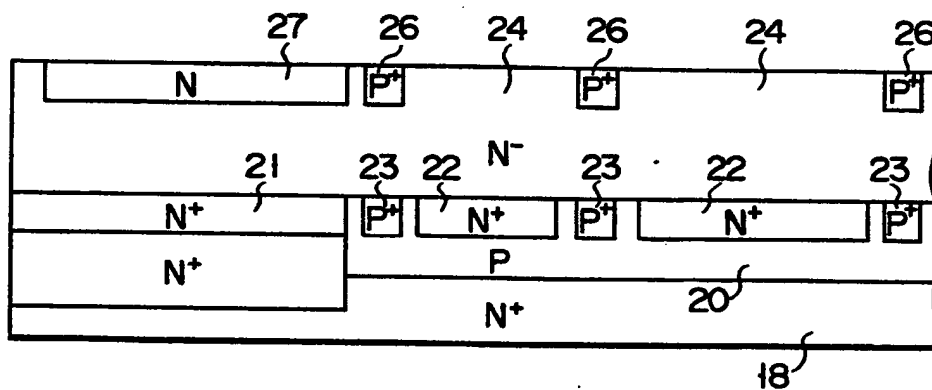 27 26 24 26 24 26
N P+ P+ P+
N-
21 23 22 23 22 23
N+ P+ N+ P+ N+ P+
N+ P
20
N+
18